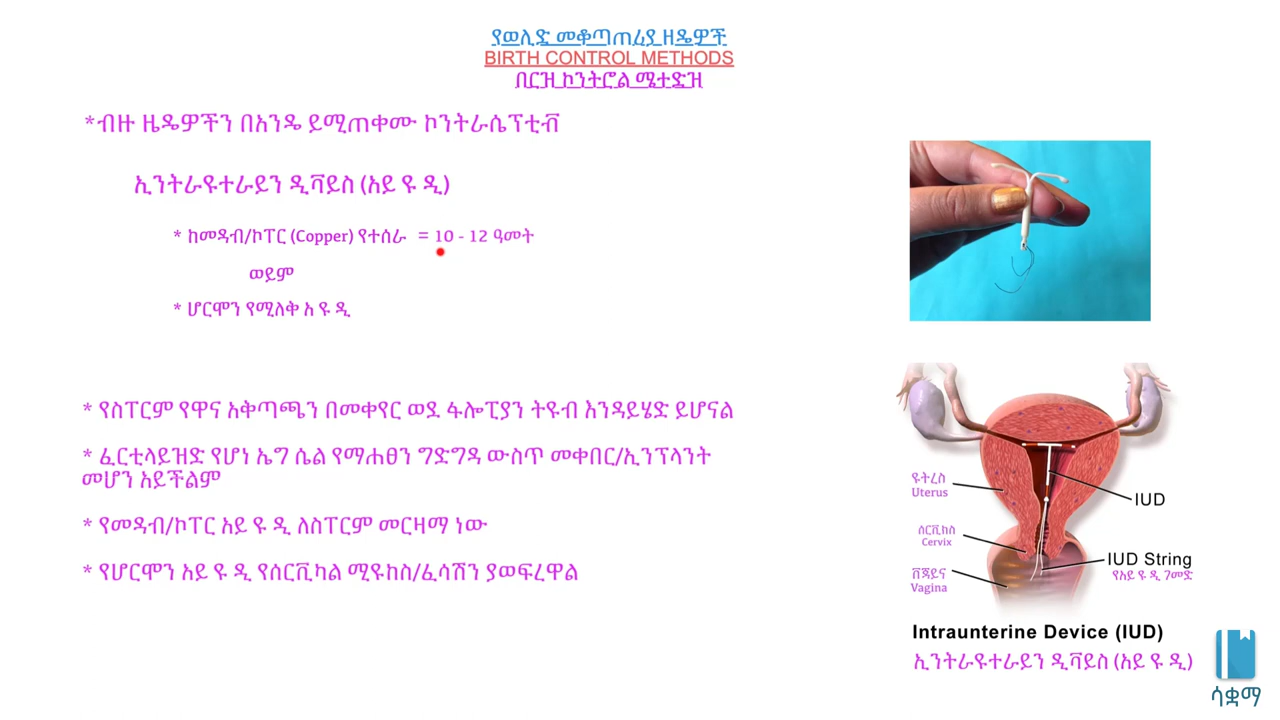 የወሊድ መቆጣጠሪያ ዘዴዎች
BIRTH CONTROL METHODS
በርዝ ኮንትሮል ሜተድዝ
*ብዙ ዜዴዎችን በአንዴ ይሚጠቀሙ ኮንትራሴፕቲቭ
ኢንትራዩተራይን ዲቫይስ (አይ ዩ ዲ)
* ከመዳብ/ኮፐር (Copper) የተሰራ = 10 - 12 ዓመት
ወይም
* ሆርሞን የሚለቅ አ ዩ ዲ
* የስፐርም የዋና አቅጣጫን በመቀየር ወደ ፋሎፒያን ትዩብ እንዳይሄድ ይሆናል
* ፈርቲላይዝድ የሆነ ኤግ ሴል የማሐፀን ግድግዳ ውስጥ መቀበር/ኢንፕላንት
መሆን አይችልም
* የመዳብ/ኮፐር አይ ዩ ዲ ለስፐርም መርዛማ ነው
* የሆርሞን አይ ዩ ዲ የሰርቪካል ሚዩከስ/ፈሳሽን ያወፍረዋል
ዩትረስ
Uterus
IUD
ሰርቪክስ
Cervix
IUD String
የአይ ዩ ዲ ገመድ
ቨጃይና
Vagina
Intraunterine Device (IUD)
ኢንትራዩተራይን ዲቫይስ (አይ ዩ ዲ)
ሳቋማ